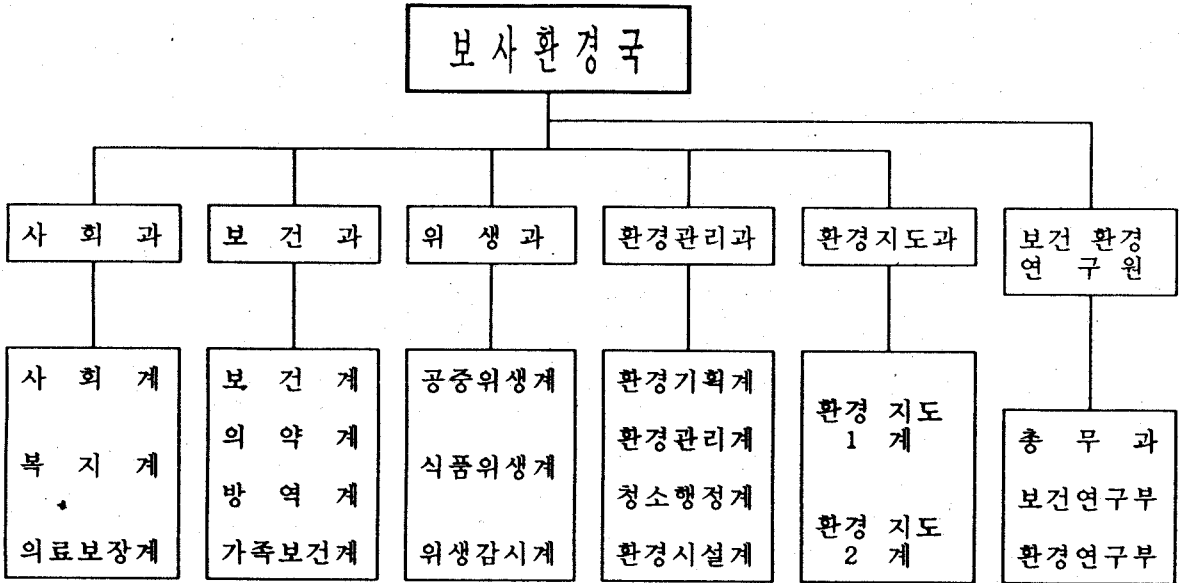 보사환경국
사 회 과
보 건 과
위 생 과
환경관리과
환경지도과
보건 환경
연 구 원
사 회 계
복 지 계
의료보장계
보 건 계
의 약 계
방 역 계
가족보건계
공중위생계
식품위생계
위생감시계
환경기획계
환경관리계
청소행정계
환경시설계
환경 지도
1 계
환경 지도
2 계
총 무 과
보건연구부
환경연구부